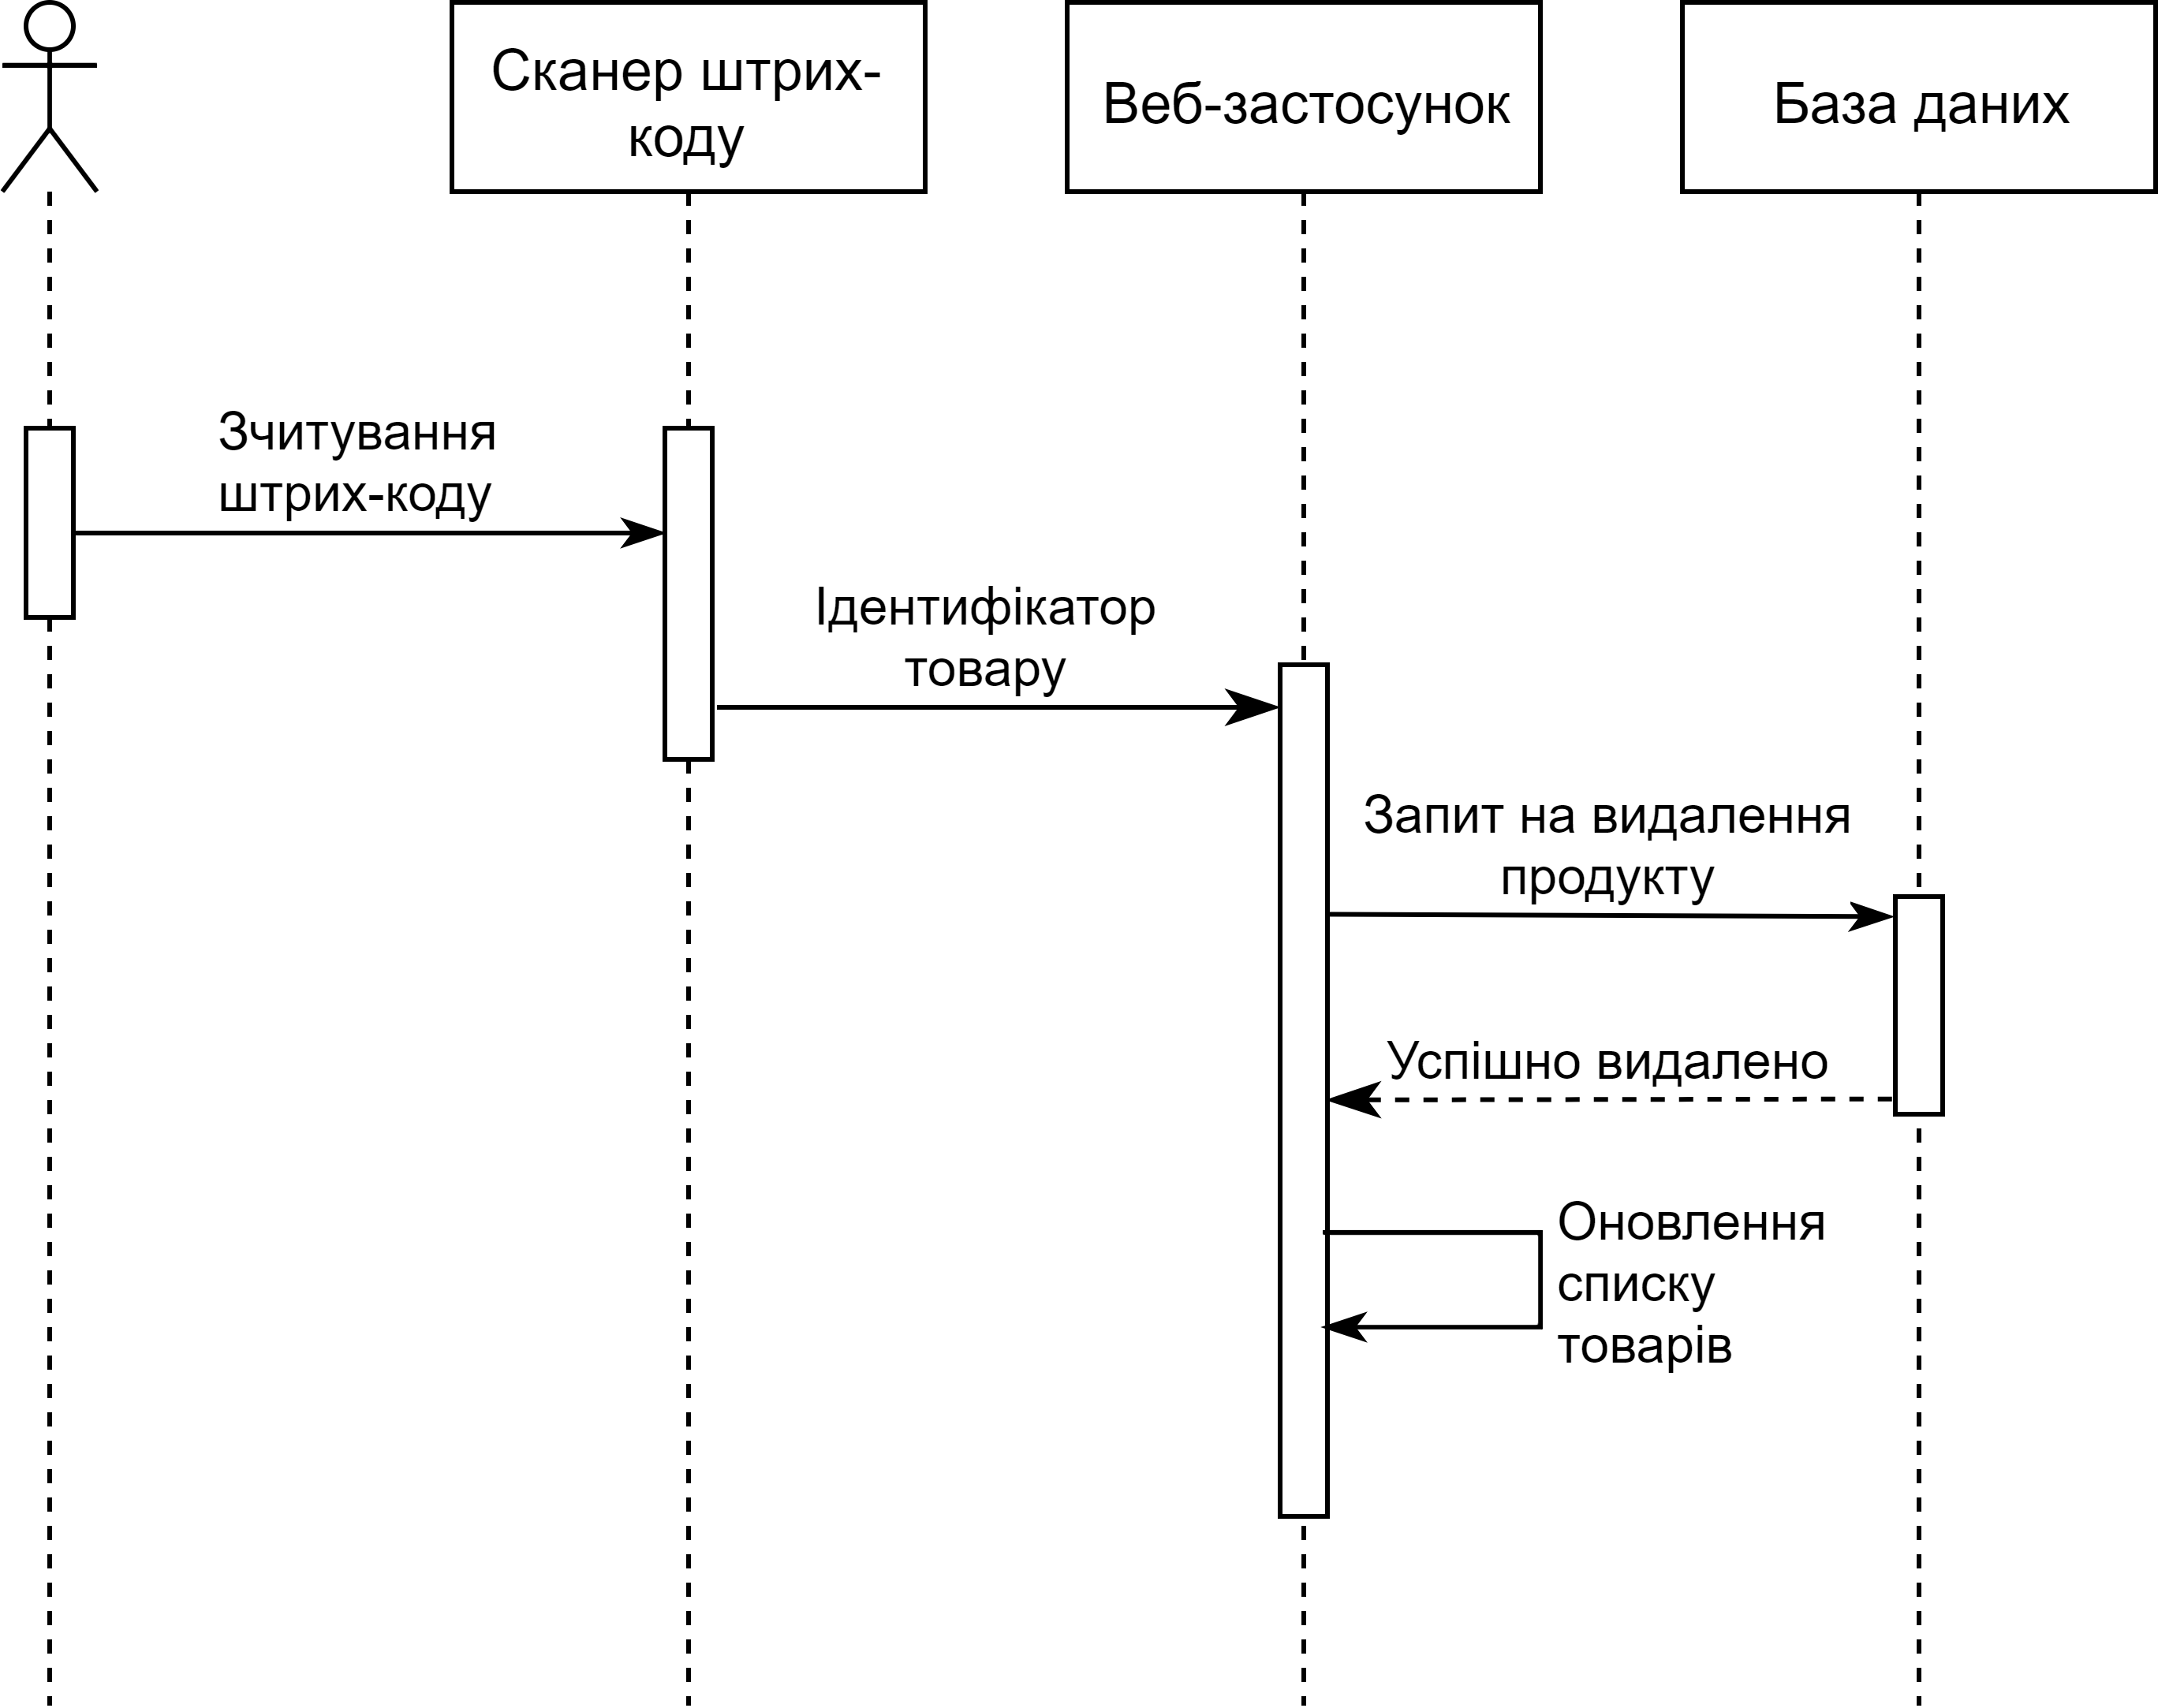 Сканер штрих-
коду
Веб-застосунок
База даних
Зчитування
штрих-коду
Ідентифікатор
товару
Запит на видалення
продукту
Успішно видалено
Оновлення
списку
товарів